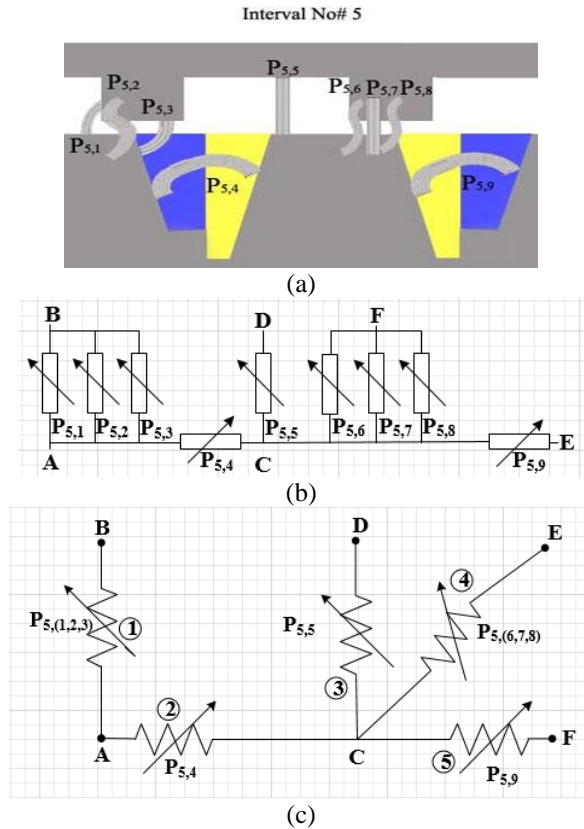 Interval No# 5
P5,2
P5,5
P5,6 P5,7 P5,8
P5,3
P5,1
P5,4
P5,9
(a)
B
D
F
P5,1 P5,2 P5,3
P5,5
P5,6 P5,7 P5,8
A
P5,4
C
P5,9
E
(b)
B
D
E
4
P5,(1,2,3)
1
P5,5
P5,(6,7,8)
2
3
A
C
F
P5,4
5
P5,9
(c)